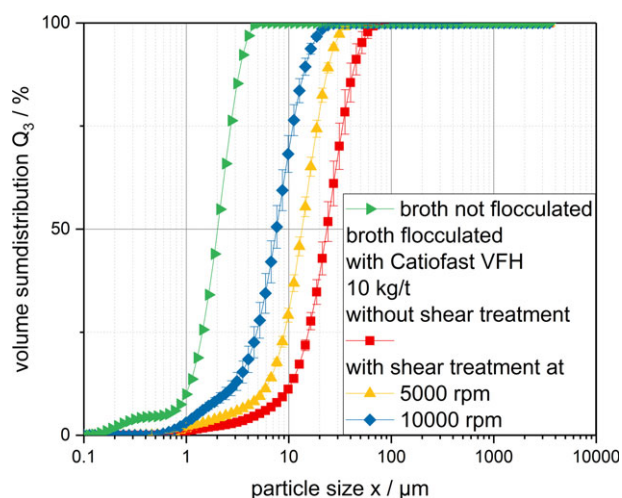 100
50
0
0.1
1
10
100
1000
10000
volume sumdistribution Q3 / %
particle size x / µm
broth not flocculated
broth flocculated
with Catiofast VFH
10 kg/t
without shear treatment
with shear treatment at
5000 rpm
10000 rpm